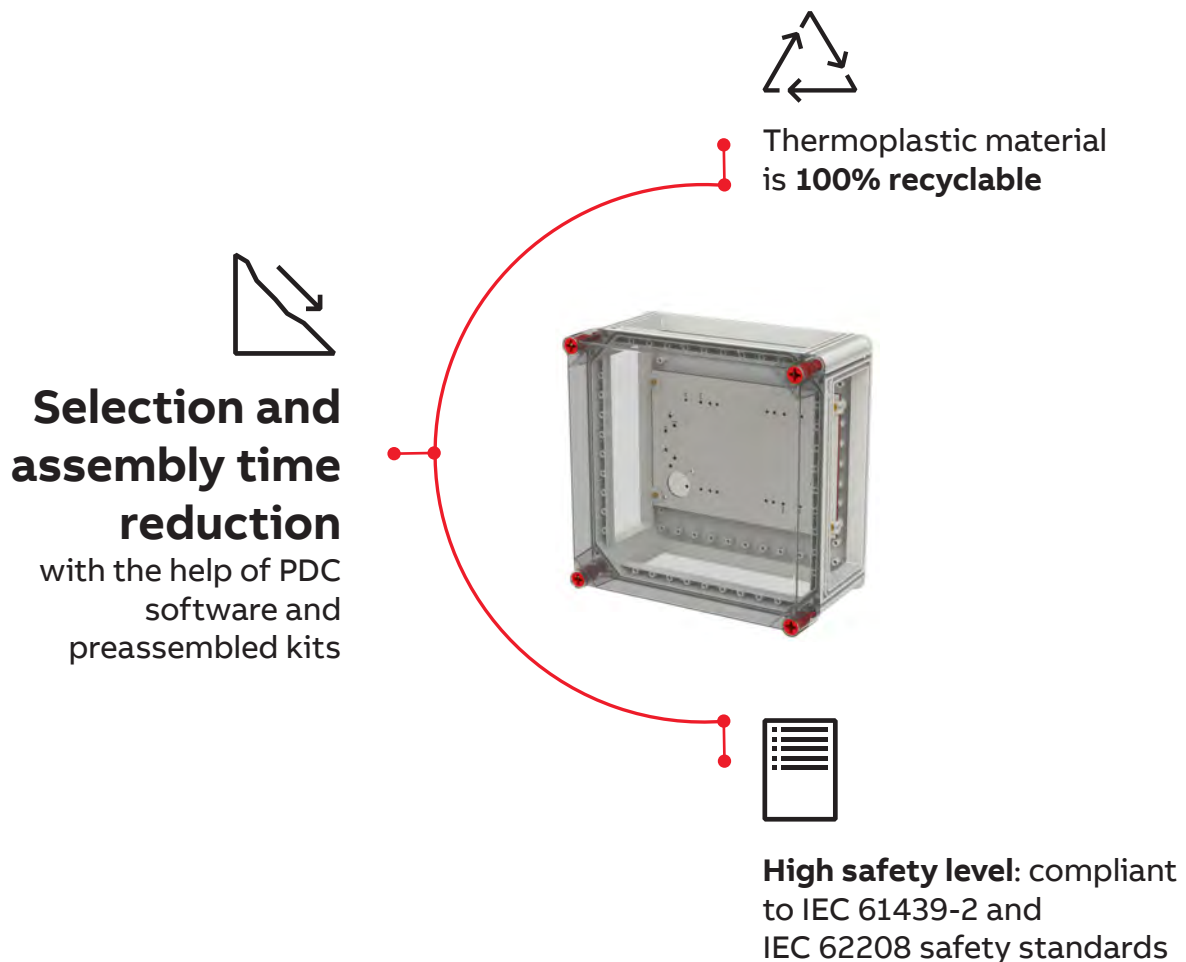 Thermoplastic material
is 100% recyclable
Selection and
assembly time
reduction
with the help of PDC
software and
preassembled kits
High safety level: compliant
to IEC 61439-2 and
IEC 62208 safety standards